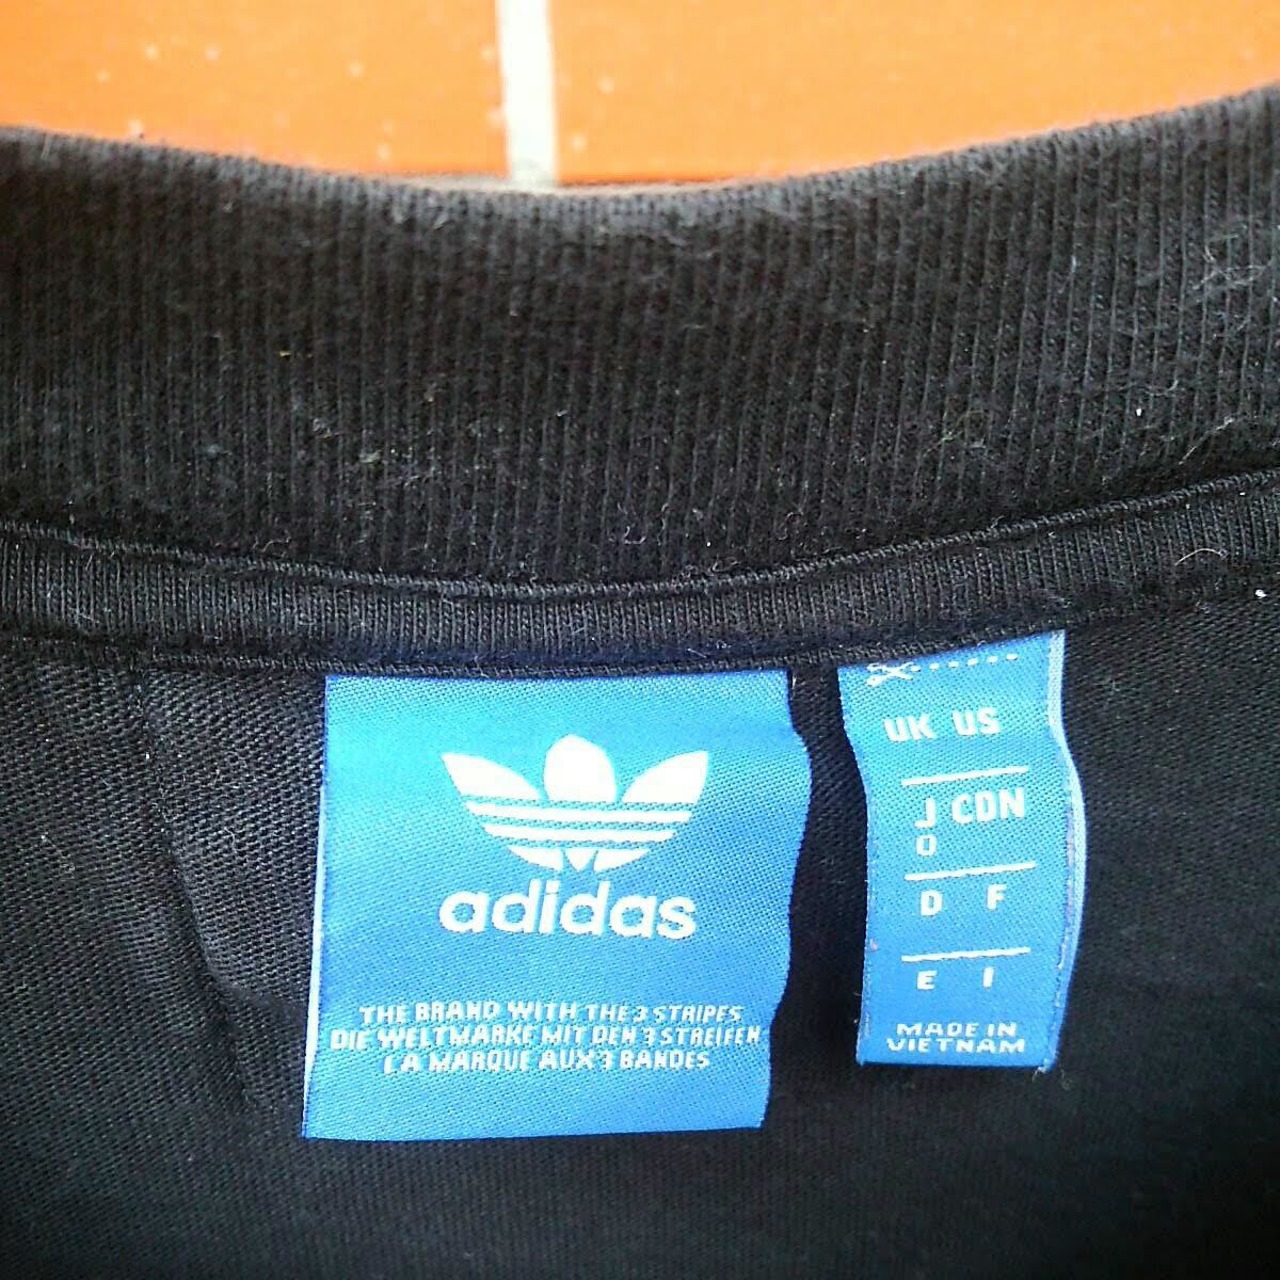 adidas
THE BRAND WITH THE 3 STRIPES
DIE WELTMARKE MIT DEN 3 STREIFEN
LA MARQUE AUX 3 BANDES
UK US
J CDN
O
D F
E I
MADE IN
VIETNAM